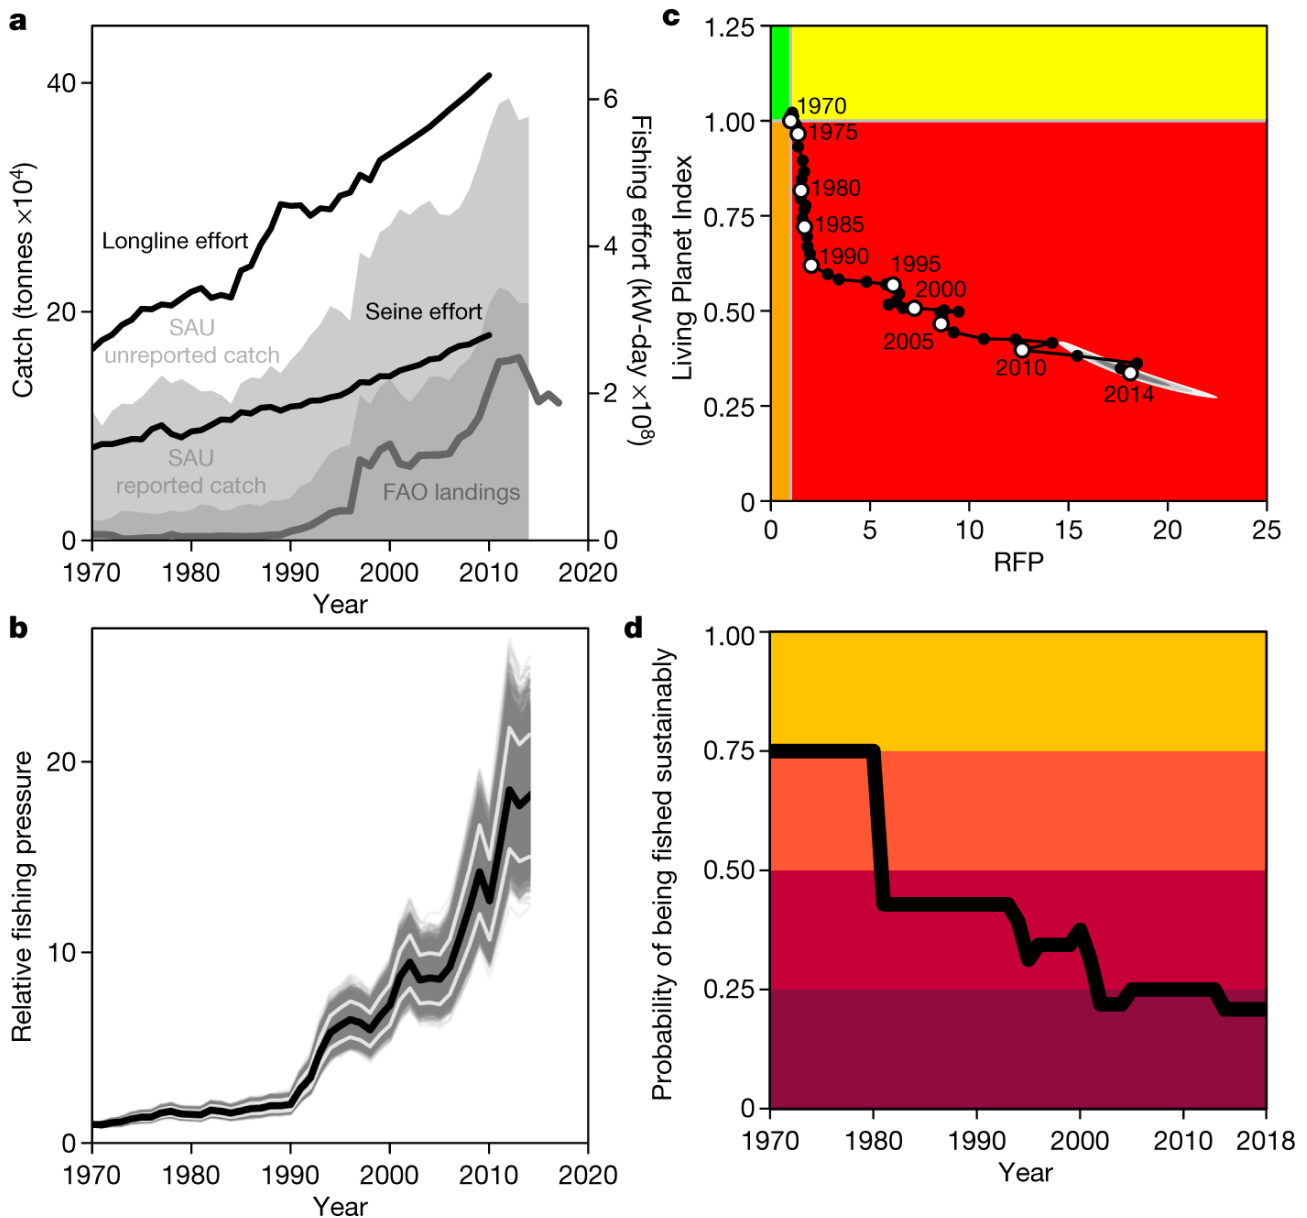 a
Catch (tonnes ×10⁴)
40
20
0
Longline effort
SAU
unreported catch
Seine effort
SAU
reported catch
FAO landings
6
4
2
0
Fishing effort (kW-day ×10⁸)
1970 1980 1990 2000 2010 2020
Year
c
Living Planet Index
1.25
1.00
0.75
0.50
0.25
0
1970
1975
1980
1985
1990
1995
2000
2005
2010
2014
0 5 10 15 20 25
RFP
b
Relative fishing pressure
20
10
0
1970 1980 1990 2000 2010 2020
Year
d
Probability of being fished sustainably
1.00
0.75
0.50
0.25
0
1970 1980 1990 2000 2010 2018
Year